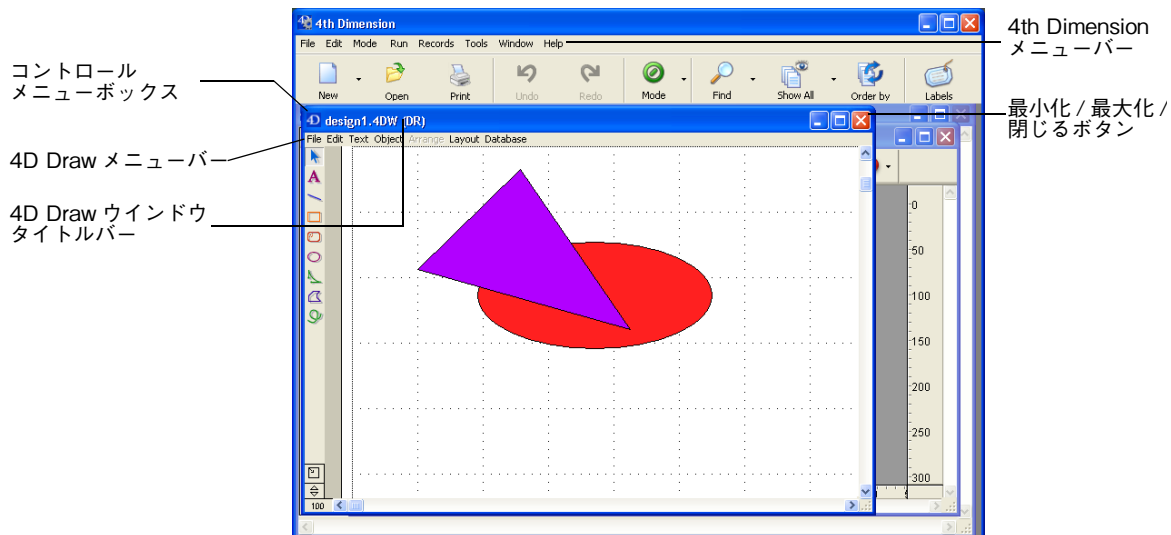 4th Dimension
File Edit Mode Run Records Tools Window Help
New Open Print Undo Redo Mode Find Show All Order by Labels
4th Dimension
メニューバー
コントロール
メニューボックス
design1.4DW (DR)
最小化 / 最大化 /
閉じるボタン
File Edit Text Object Arrange Layout Database
4D Draw メニューバー
4D Draw ウインドウ
タイトルバー
0
50
100
150
200
250
300
100